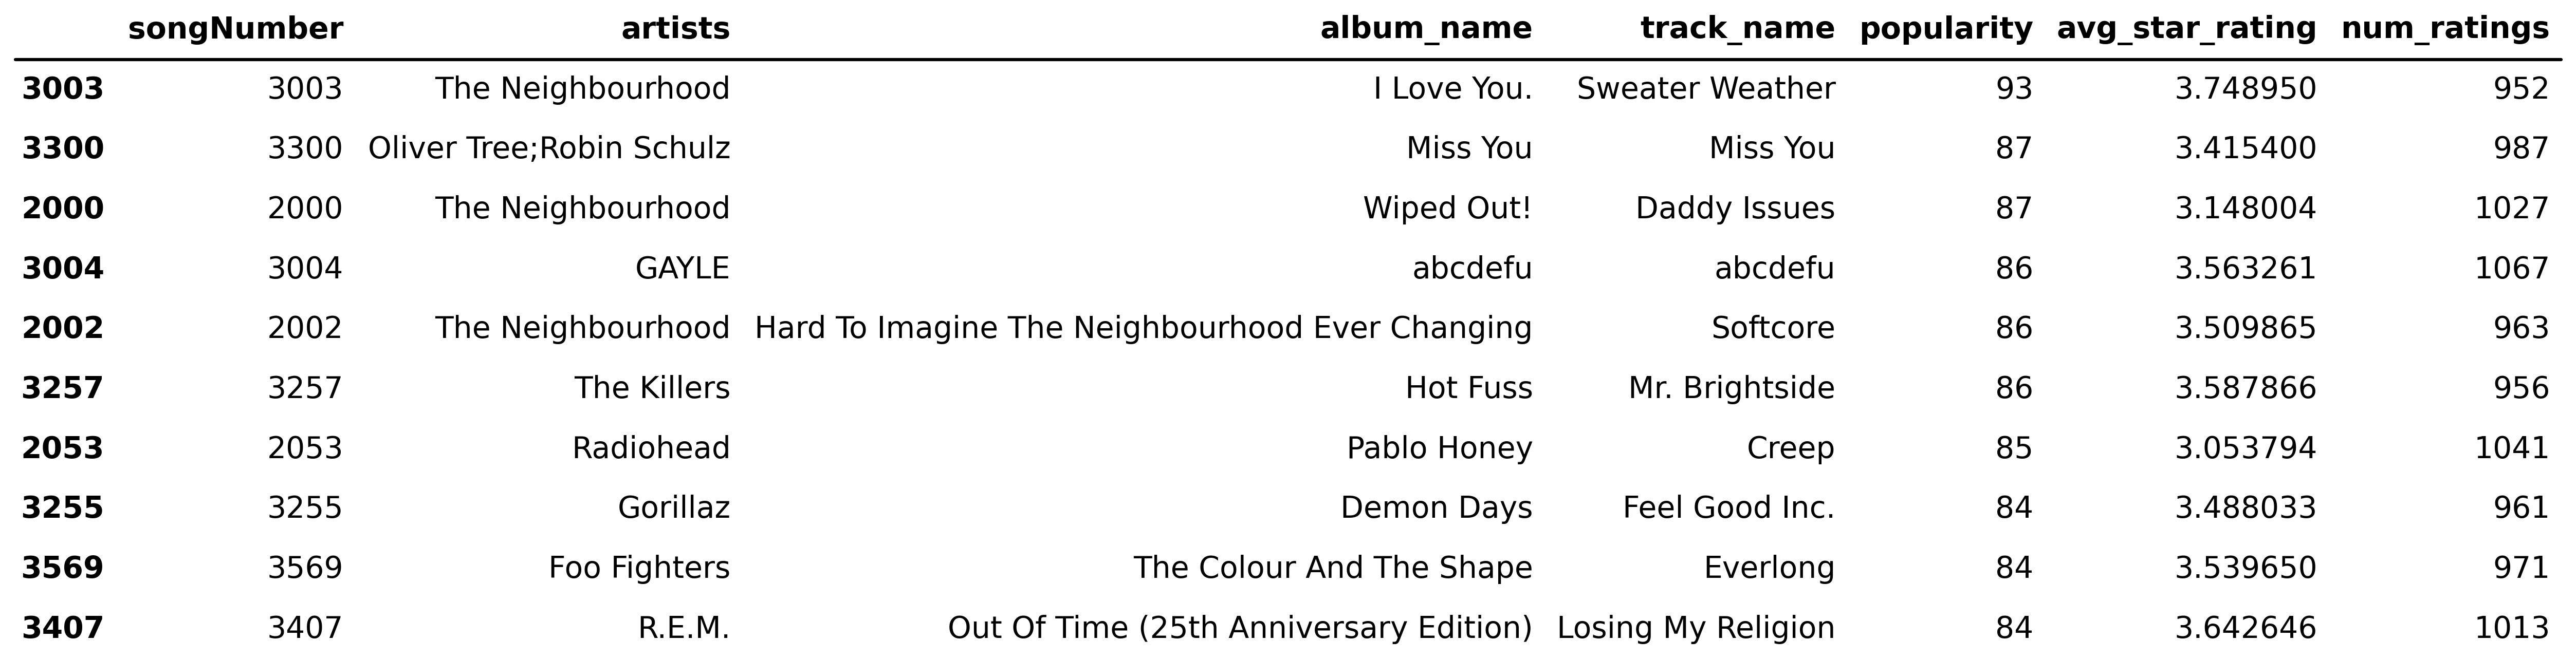 songNumber artists album_name track_name popularity avg_star_rating num_ratings
3003 3003 The Neighbourhood I Love You. Sweater Weather 93 3.748950 952
3300 3300 Oliver Tree;Robin Schulz Miss You Miss You 87 3.415400 987
2000 2000 The Neighbourhood Wiped Out! Daddy Issues 87 3.148004 1027
3004 3004 GAYLE abcdefu abcdefu 86 3.563261 1067
2002 2002 The Neighbourhood Hard To Imagine The Neighbourhood Ever Changing Softcore 86 3.509865 963
3257 3257 The Killers Hot Fuss Mr. Brightside 86 3.587866 956
2053 2053 Radiohead Pablo Honey Creep 85 3.053794 1041
3255 3255 Gorillaz Demon Days Feel Good Inc. 84 3.488033 961
3569 3569 Foo Fighters The Colour And The Shape Everlong 84 3.539650 971
3407 3407 R.E.M. Out Of Time (25th Anniversary Edition) Losing My Religion 84 3.642646 1013